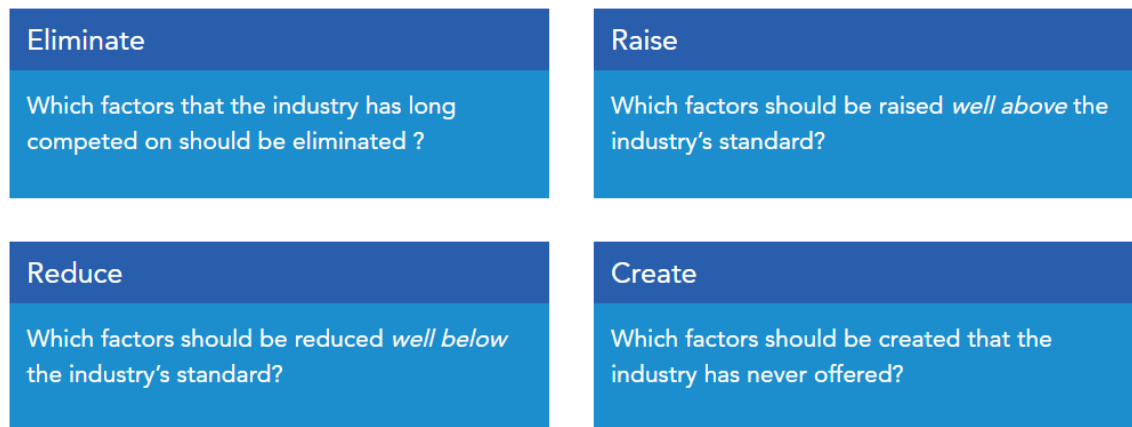 Eliminate
Which factors that the industry has long
competed on should be eliminated ?
Raise
Which factors should be raised well above the
industry’s standard?
Reduce
Which factors should be reduced well below
the industry’s standard?
Create
Which factors should be created that the
industry has never offered?